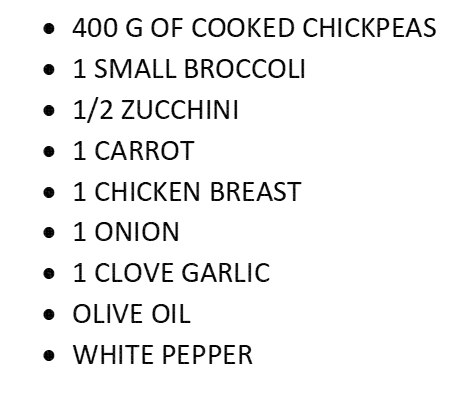 • 400 G OF COOKED CHICKPEAS
• 1 SMALL BROCCOLI
• 1/2 ZUCCHINI
• 1 CARROT
• 1 CHICKEN BREAST
• 1 ONION
• 1 CLOVE GARLIC
• OLIVE OIL
• WHITE PEPPER